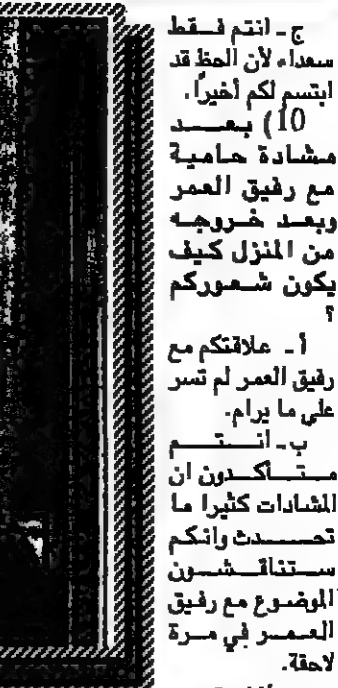 ج - انتم فقط
سعداء لأن الحظ قد
ابتسم لكم أخيرًا.
10) بعد
مشادة حامية
مع رفيق العمر
وبعد خروجه
من المنزل كيف
يكون شعوركم
؟
أ - علاقتكم مع
رفيق العمر لم تسر
على ما يرام.
ب - انتم
متأكدون ان
المشادات كثيرا ما
تحدث وانكم
ستناقشون
الموضوع مع رفيق
العمر في مرة
لاحقة.